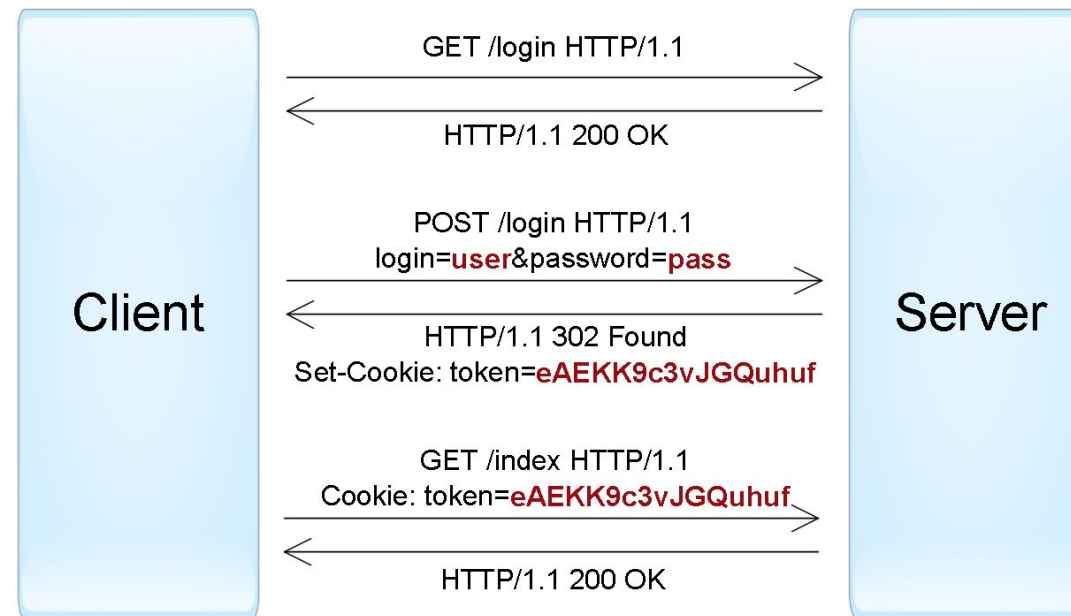 GET /login HTTP/1.1
HTTP/1.1 200 OK
POST /login HTTP/1.1
login=user&password=pass
Client
Server
HTTP/1.1 302 Found
Set-Cookie: token=eAEKK9c3vJGQuhuf
GET /index HTTP/1.1
Cookie: token=eAEKK9c3vJGQuhuf
HTTP/1.1 200 OK